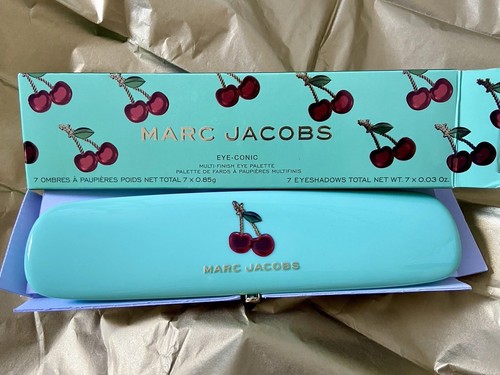 MARC JACOBS
EYE-CONIC
MULTI-FINISH EYE PALETTE
PALETTE DE FARDS À PAUPIÈRES MULTIFINIS
7 OMBRES À PAUPIÈRES POIDS NET TOTAL 7 x 0.85g
7 EYESHADOWS TOTAL NET WT. 7 x 0.03 Oz.
MARC JACOBS